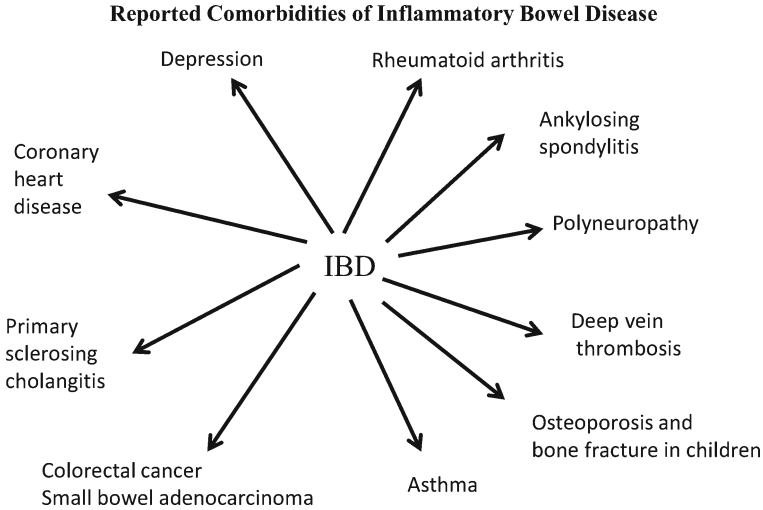 Reported Comorbidities of Inflammatory Bowel Disease
Depression
Rheumatoid arthritis
Ankylosing
spondylitis
Coronary
heart
disease
Polyneuropathy
IBD
Primary
sclerosing
cholangitis
Deep vein
thrombosis
Osteoporosis and
bone fracture in children
Colorectal cancer
Small bowel adenocarcinoma
Asthma